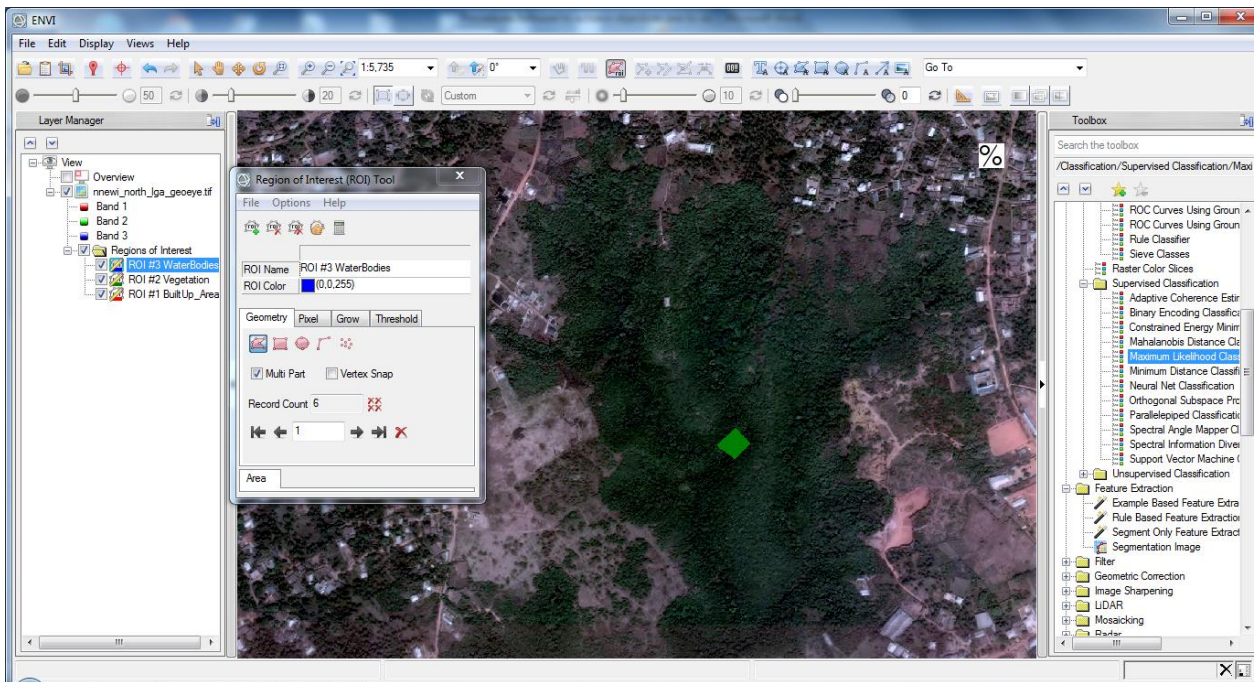 ENVI
File Edit Display Views Help
1:5,735 0° Go To
50 20 Custom 10 0
Layer Manager
View
Overview
nnewi_north_lga_geoeye.tif
Band 1
Band 2
Band 3
Regions of Interest
ROI #3 WaterBodies
ROI #2 Vegetation
ROI #1 BuiltUp_Area
Region of Interest (ROI) Tool
File Options Help
ROI Name ROI #3 WaterBodies
ROI Color (0,0,255)
Geometry Pixel Grow Threshold
Multi Part Vertex Snap
Record Count 6
1
Area
%
Toolbox
Search the toolbox
/Classification/Supervised Classification/Maxi
ROC Curves Using Groun
ROC Curves Using Groun
Rule Classifier
Sieve Classes
Raster Color Slices
Supervised Classification
Adaptive Coherence Estir
Binary Encoding Classifica
Constrained Energy Minim
Mahalanobis Distance Cla
Maximum Likelihood Class
Minimum Distance Classifi
Neural Net Classification
Orthogonal Subspace Pro
Parallelepiped Classificatio
Spectral Angle Mapper Cl
Spectral Information Diver
Support Vector Machine C
Unsupervised Classification
Feature Extraction
Example Based Feature Extra
Rule Based Feature Extraction
Segment Only Feature Extract
Segmentation Image
Filter
Geometric Correction
Image Sharpening
LiDAR
Mosaicking
Radar